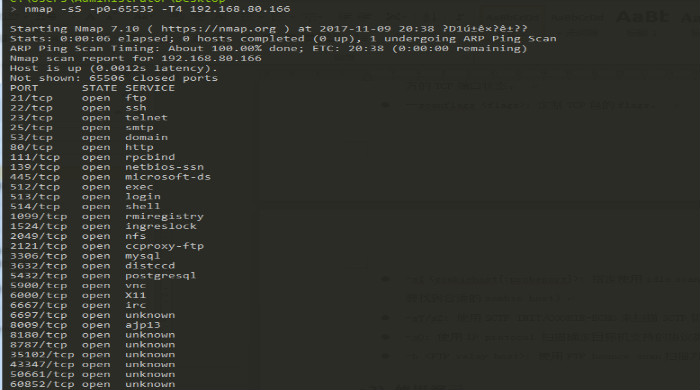 > nmap -sS -p0-65535 -T4 192.168.80.166
Starting Nmap 7.10 ( https://nmap.org ) at 2017-11-09 20:38 ?D1ú±ê×?ê±??
Stats: 0:00:06 elapsed; 0 hosts completed (0 up), 1 undergoing ARP Ping Scan
ARP Ping Scan Timing: About 100.00% done; ETC: 20:38 (0:00:00 remaining)
Nmap scan report for 192.168.80.166
Host is up (0.0012s latency).
Not shown: 65506 closed ports
PORT STATE SERVICE
21/tcp open ftp
22/tcp open ssh
23/tcp open telnet
25/tcp open smtp
53/tcp open domain
80/tcp open http
111/tcp open rpcbind
139/tcp open netbios-ssn
445/tcp open microsoft-ds
512/tcp open exec
513/tcp open login
514/tcp open shell
1099/tcp open rmiregistry
1524/tcp open ingreslock
2049/tcp open nfs
2121/tcp open ccproxy-ftp
3306/tcp open mysql
3632/tcp open distccd
5432/tcp open postgresql
5900/tcp open vnc
6000/tcp open X11
6667/tcp open irc
6697/tcp open unknown
8009/tcp open ajp13
8180/tcp open unknown
8787/tcp open unknown
35102/tcp open unknown
43347/tcp open unknown
50661/tcp open unknown
60852/tcp open unknown